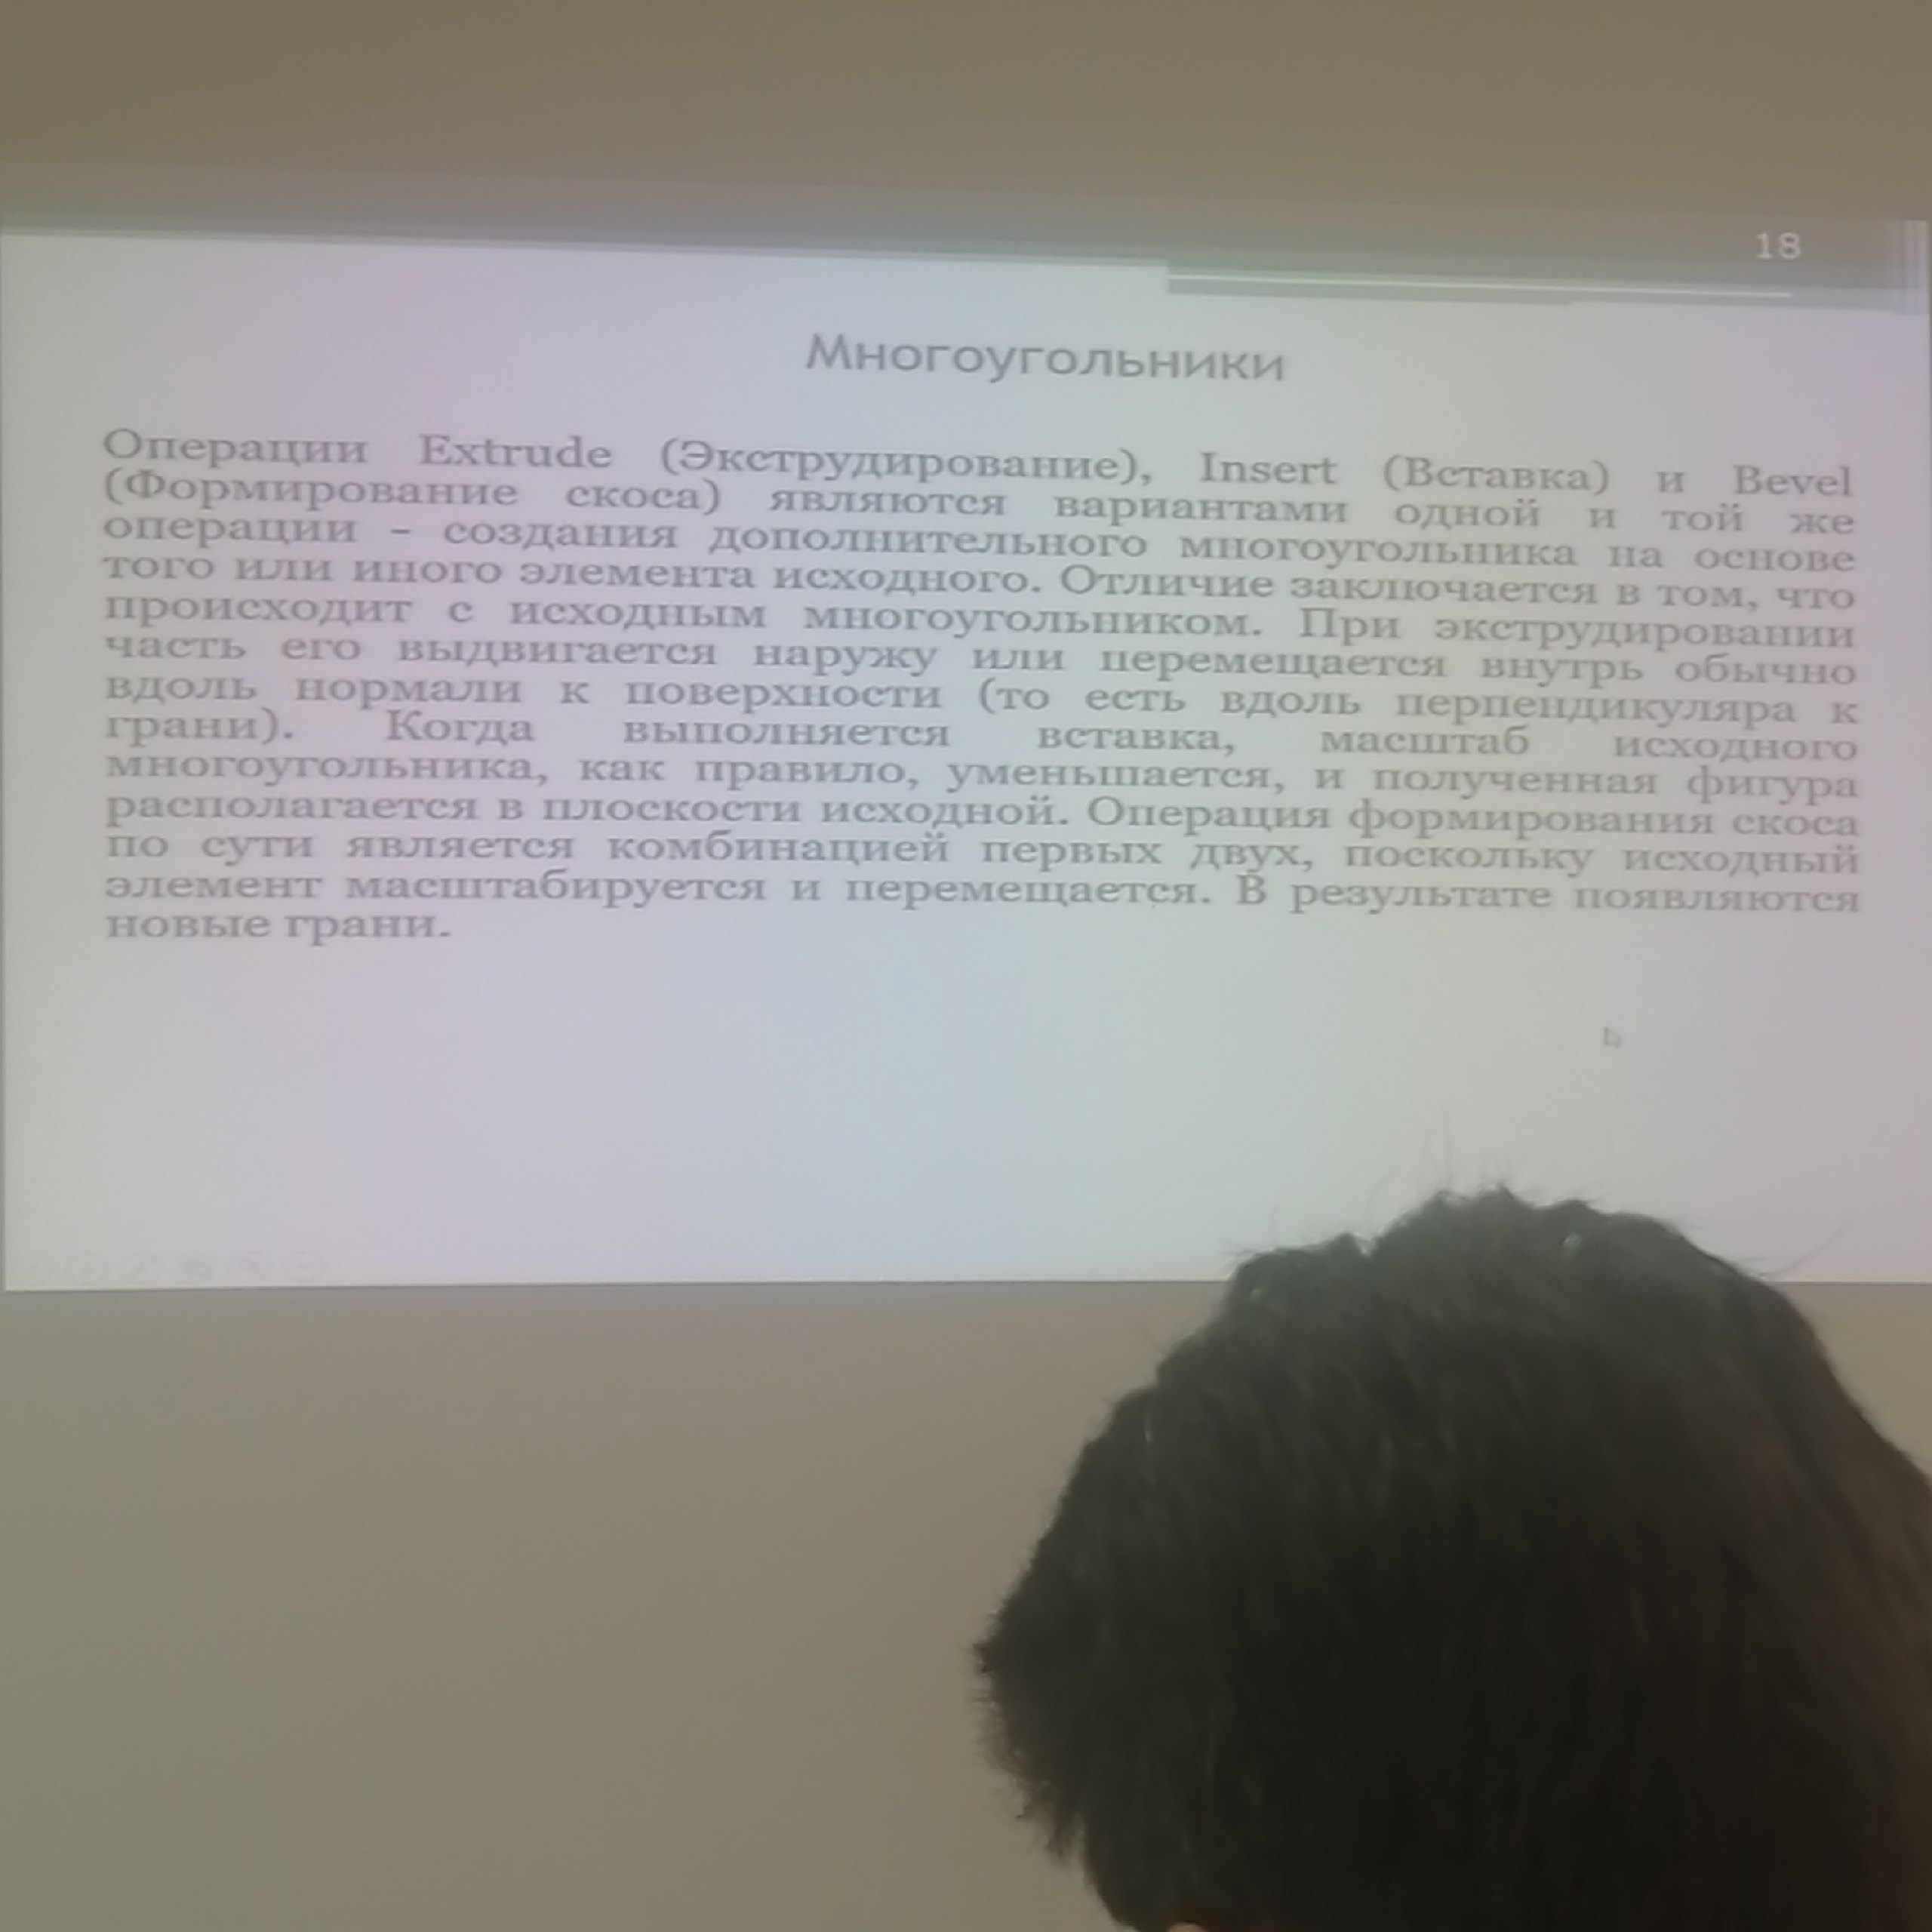 18
Многоугольники
Операции Extrude (Экструдирование), Insert (Вставка) и Bevel
(Формирование скоса) являются вариантами одной и той же
операции - создания дополнительного многоугольника на основе
того или иного элемента исходного. Отличие заключается в том, что
происходит с исходным многоугольником. При экструдировании
часть его выдвигается наружу или перемещается внутрь обычно
вдоль нормали к поверхности (то есть вдоль перпендикуляра к
грани). Когда выполняется вставка, масштаб исходного
многоугольника, как правило, уменьшается, и полученная фигура
располагается в плоскости исходной. Операция формирования скоса
по сути является комбинацией первых двух, поскольку исходный
элемент масштабируется и перемещается. В результате появляются
новые грани.